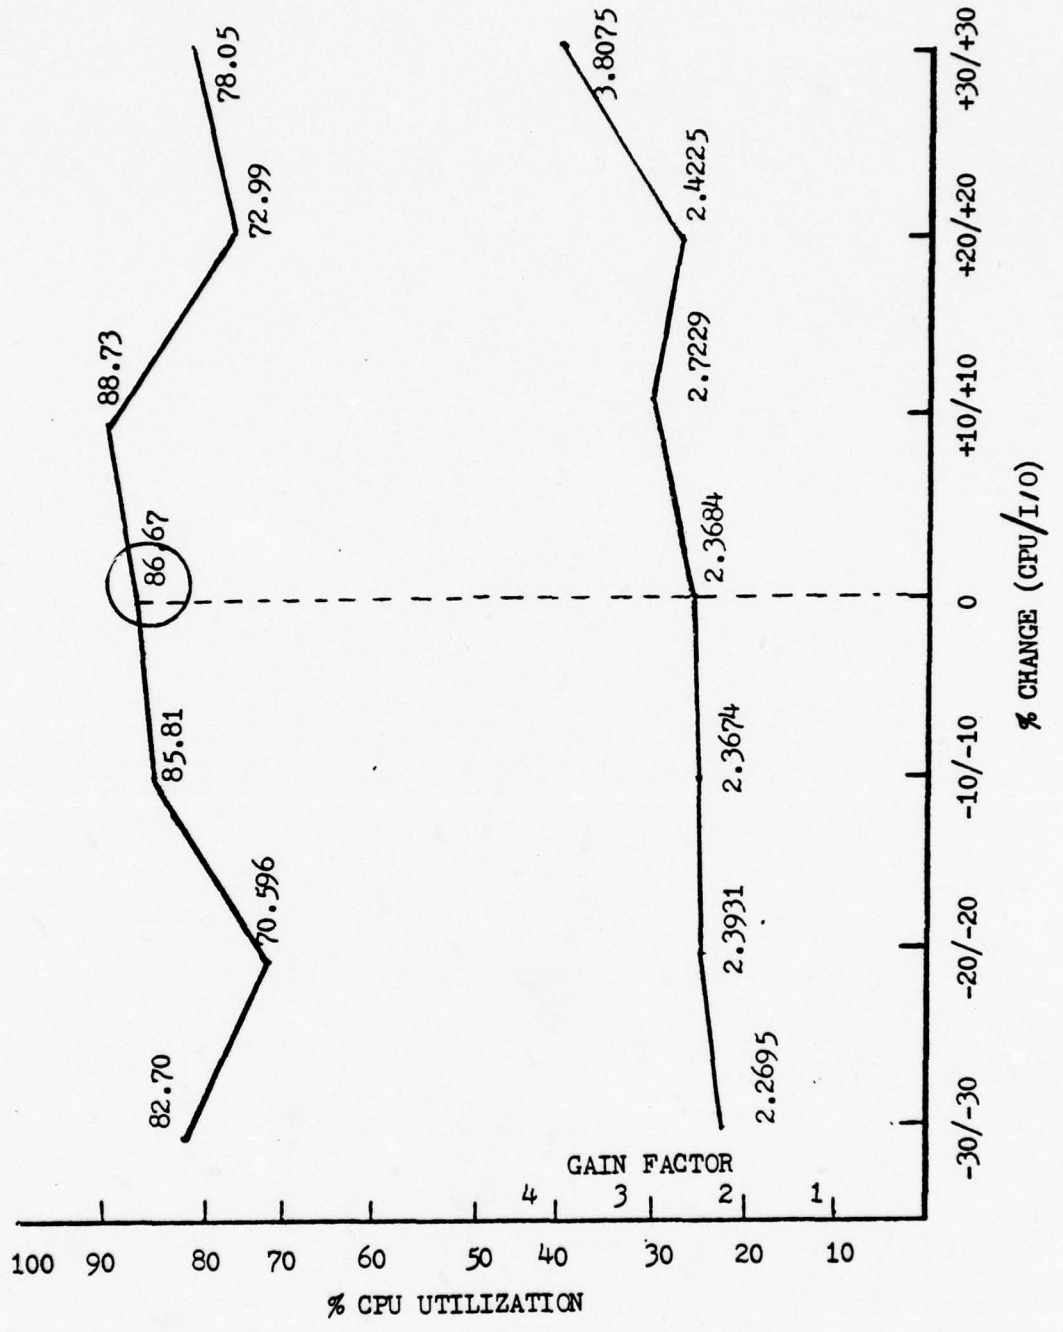 78.05
72.99
88.73
86.67
85.81
70.596
82.70
3.8075
2.4225
2.7229
2.3684
2.3674
2.3931
2.2695
GAIN FACTOR
4 3 2 1
100 90 80 70 60 50 40 30 20 10
% CPU UTILIZATION
-30/-30 -20/-20 -10/-10 0 +10/+10 +20/+20 +30/+30
% CHANGE (CPU/I/O)